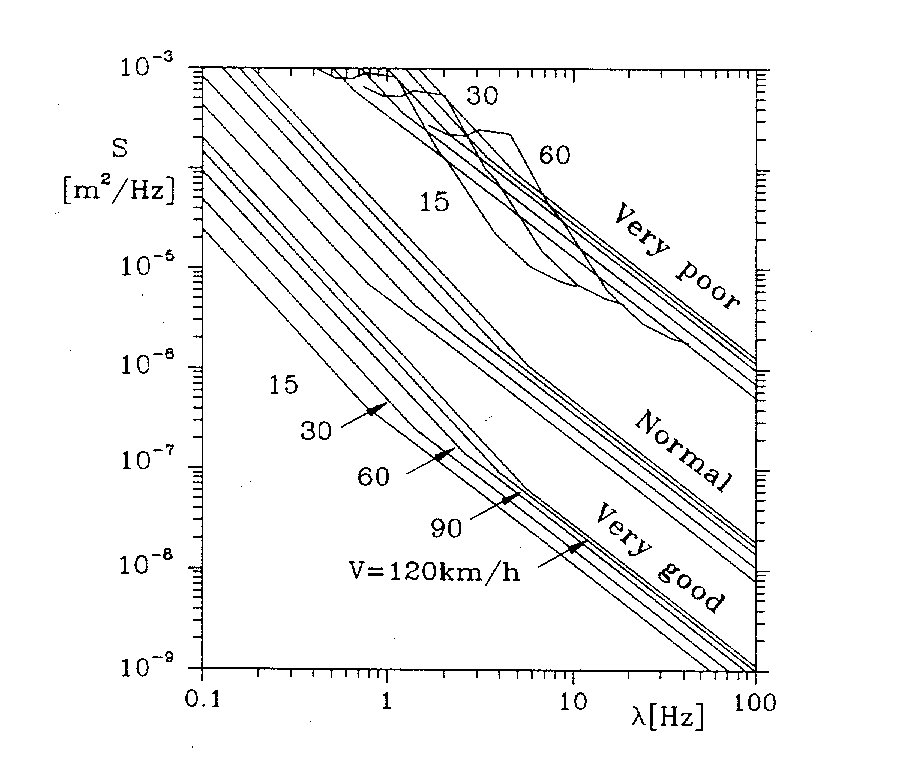 10⁻³
S
[m²/Hz]
10⁻⁵
10⁻⁶
10⁻⁷
10⁻⁸
10⁻⁹
0.1
1
10
100
λ[Hz]
30
60
15
Very poor
15
30
60
90
V=120km/h
Normal
Very good